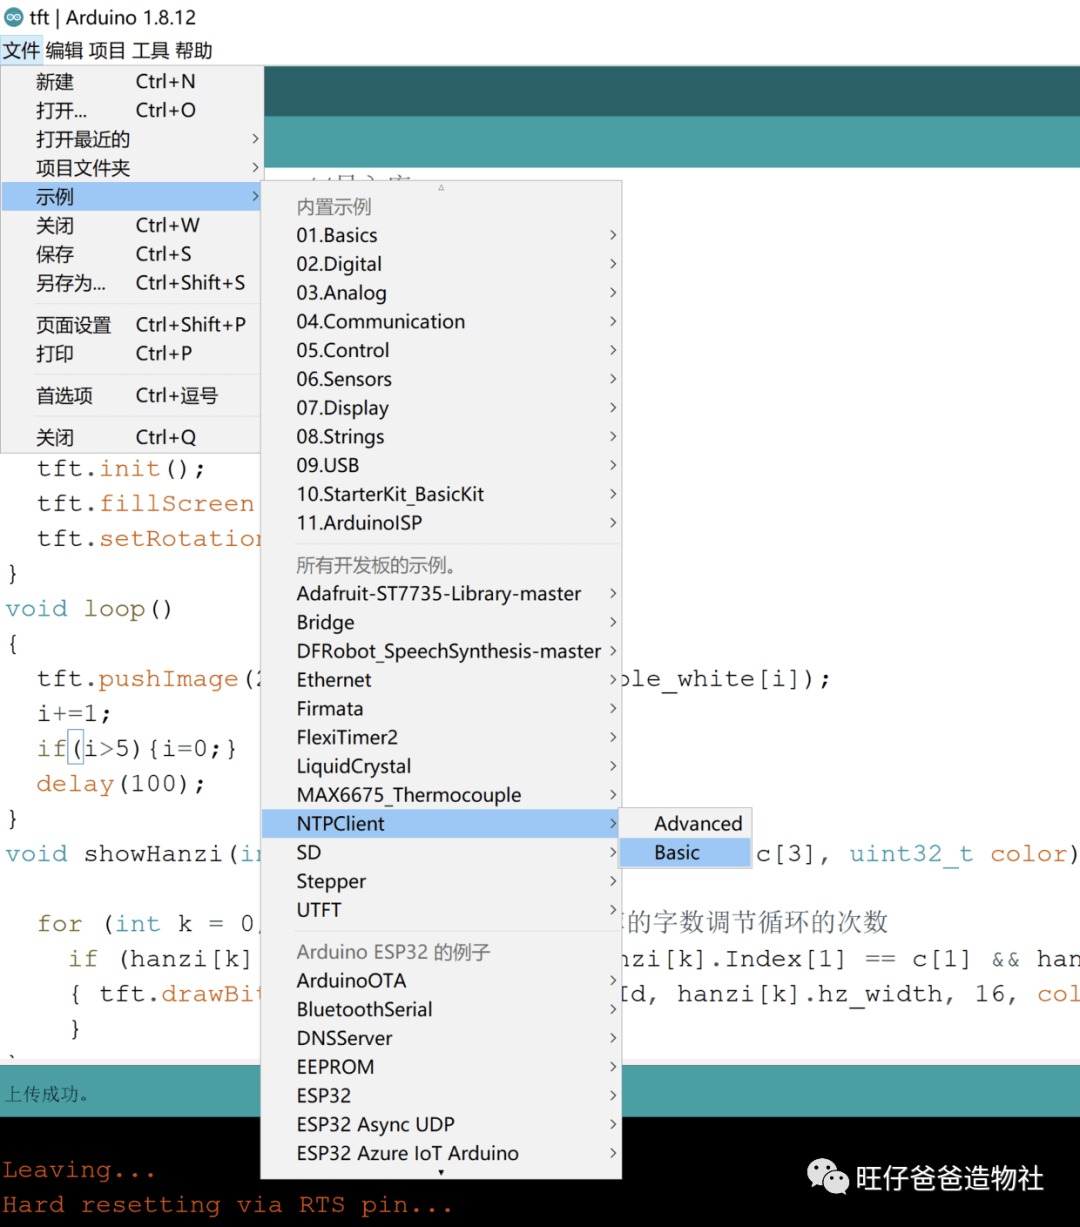 tft | Arduino 1.8.12
文件 编辑 项目 工具 帮助
新建 Ctrl+N
打开... Ctrl+O
打开最近的
项目文件夹
示例
关闭 Ctrl+W
保存 Ctrl+S
另存为... Ctrl+Shift+S
页面设置 Ctrl+Shift+P
打印 Ctrl+P
首选项 Ctrl+逗号
关闭 Ctrl+Q
内置示例
01.Basics
02.Digital
03.Analog
04.Communication
05.Control
06.Sensors
07.Display
08.Strings
09.USB
10.StarterKit_BasicKit
11.ArduinoISP
所有开发板的示例。
Adafruit-ST7735-Library-master
Bridge
DFRobot_SpeechSynthesis-master
Ethernet
Firmata
FlexiTimer2
LiquidCrystal
MAX6675_Thermocouple
NTPClient
SD
Stepper
UTFT
Arduino ESP32 的例子
ArduinoOTA
BluetoothSerial
DNSServer
EEPROM
ESP32
ESP32 Async UDP
ESP32 Azure IoT Arduino
Advanced
Basic
tft.init();
tft.fillScreen
tft.setRotation
}
void loop()
{
tft.pushImage( le_white[i]);
i+=1;
if(i>5){i=0;}
delay(100);
}
void showHanzi(in c[3], uint32_t color)
for (int k = 0 的字数调节循环的次数
if (hanzi[k] nzi[k].Index[1] == c[1] && han
{ tft.drawBit d, hanzi[k].hz_width, 16, col
}
上传成功。
Leaving...
Hard resetting via RTS pin...
旺仔爸爸造物社